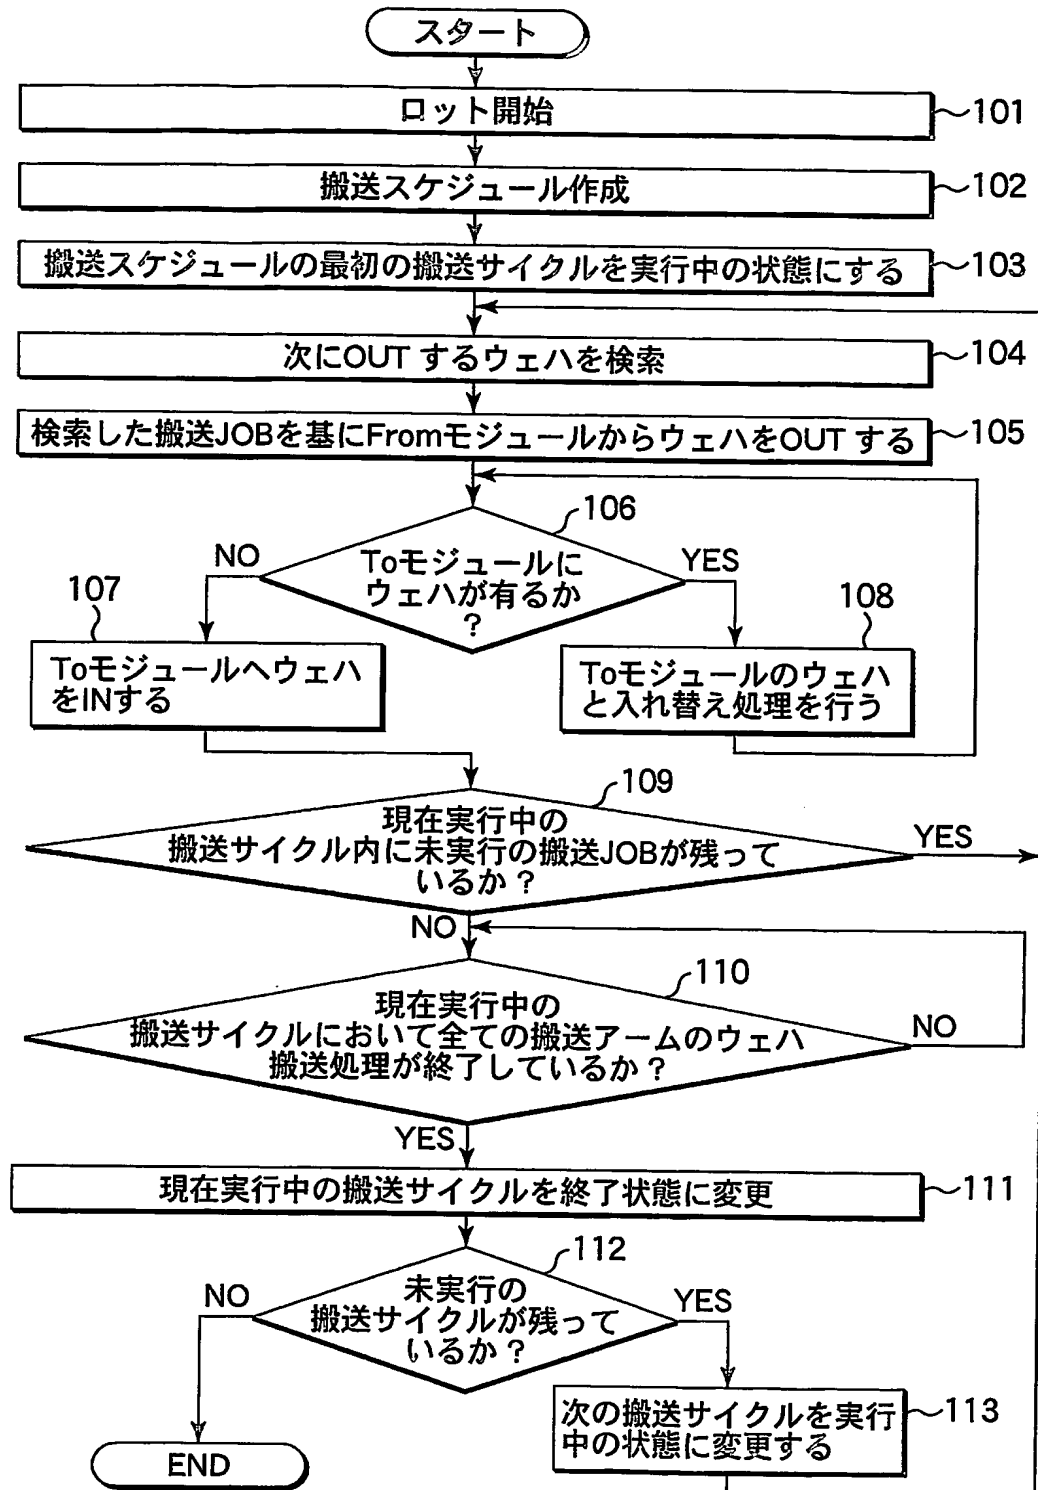 スタート
ロット開始
101
搬送スケジュール作成
102
搬送スケジュールの最初の搬送サイクルを実行中の状態にする
103
次にOUT するウェハを検索
104
検索した搬送JOBを基にFromモジュールからウェハをOUT する
105
106
Toモジュールに
ウェハが有るか
?
NO
YES
107
Toモジュールへウェハ
をINする
108
Toモジュールのウェハ
と入れ替え処理を行う
109
現在実行中の
搬送サイクル内に未実行の搬送JOBが残って
いるか?
YES
NO
110
現在実行中の
搬送サイクルにおいて全ての搬送アームのウェハ
搬送処理が終了しているか?
NO
YES
現在実行中の搬送サイクルを終了状態に変更
111
112
未実行の
搬送サイクルが残って
いるか?
NO
YES
次の搬送サイクルを実行
中の状態に変更する
113
END